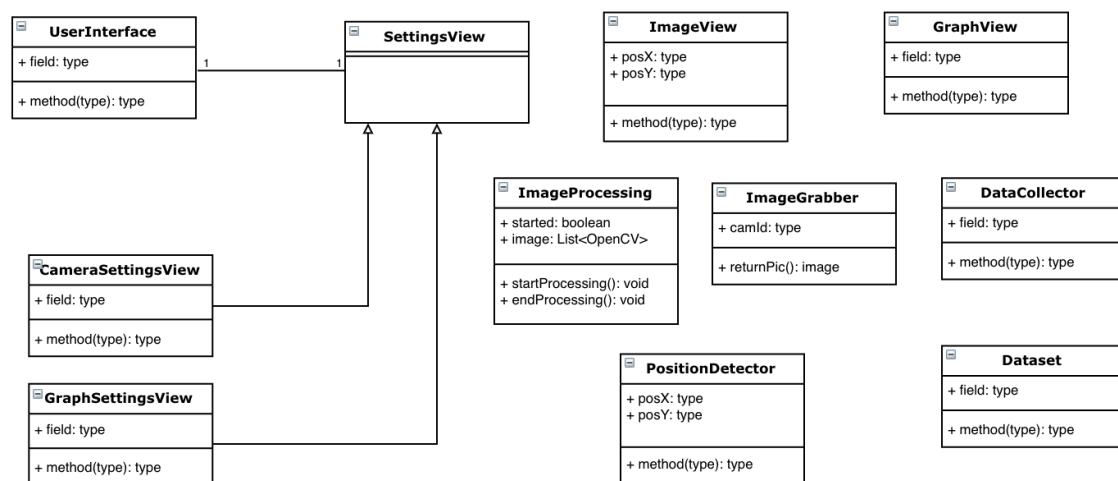 UserInterface
+ field: type
+ method(type): type
1
1
SettingsView
ImageView
+ posX: type
+ posY: type
+ method(type): type
GraphView
+ field: type
+ method(type): type
ImageProcessing
+ started: boolean
+ image: List<OpenCV>
+ startProcessing(): void
+ endProcessing(): void
ImageGrabber
+ camId: type
+ returnPic(): image
DataCollector
+ field: type
+ method(type): type
CameraSettingsView
+ field: type
+ method(type): type
GraphSettingsView
+ field: type
+ method(type): type
PositionDetector
+ posX: type
+ posY: type
+ method(type): type
Dataset
+ field: type
+ method(type): type